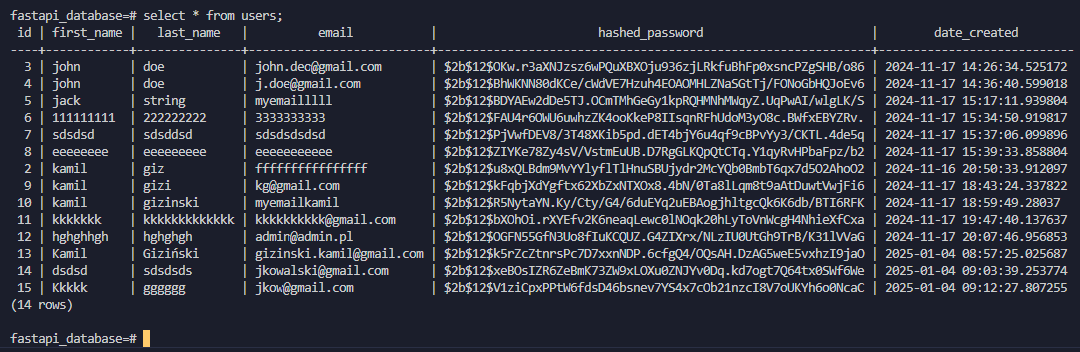 fastapi_database=# select * from users;
 id | first_name |   last_name   |          email          |                       hashed_password                        |        date_created
----+------------+---------------+-------------------------+--------------------------------------------------------------+----------------------------
  3 | john       | doe           | john.deo@gmail.com      | $2b$12$OKw.r3aXNJzsz6wPQuXBXOju936zjLRkfuBhFp0xsncPZgSHB/o86 | 2024-11-17 14:26:34.525172
  4 | john       | doe           | j.doe@gmail.com         | $2b$12$BhWKNN80dKCe/cWdVE7Hzuh4EOAOMHLZNaSGtTj/FONoGbHQJoEv6 | 2024-11-17 14:36:40.599018
  5 | jack       | string        | myemailllll             | $2b$12$BDYAEw2dDe5TJ.OCmTMhGeGy1kpRQHMNhMWqyZ.UqPwAI/wlgLK/S | 2024-11-17 15:17:11.939804
  6 | 111111111  | 222222222     | 3333333333              | $2b$12$FAU4r6OWU6uwhzZK4ooKkeP8IIsqnRFhUdoM3yO8c.BWfxEBYZRv. | 2024-11-17 15:34:50.919817
  7 | sdsdsd     | sdsddsd       | sdsdsdsdsd              | $2b$12$PjVwfDEV8/3T48XKib5pd.dET4bjY6u4qf9cBPvYy3/CKTL.4de5q | 2024-11-17 15:37:06.099896
  8 | eeeeeeee   | eeeeeeeee     | eeeeeeeeeee             | $2b$12$ZIYKe78Zy4sV/VstmEuUB.D7RgGLKQpQtCTq.Y1qyRvHPbaFpz/b2 | 2024-11-17 15:39:33.858804
  2 | kamil      | giz           | ffffffffffffffff        | $2b$12$u8xQLBdm9MvYYlyflTlHnuSBUjydr2McYQb0BmbT6qx7d5O2AhoO2 | 2024-11-16 20:50:33.912097
  9 | kamil      | gizi          | kg@gmail.com            | $2b$12$kFqbjXdYgftx62XbZxNTXOx8.4bN/0Ta8lLqm8t9aAtDuwtVwjFi6 | 2024-11-17 18:43:24.337822
 10 | kamil      | gizinski      | myemailkamil            | $2b$12$R5NytaYN.Ky/Cty/G4/6duEYq2uEBAogjhltgcQk6K6db/BTI6RFK | 2024-11-17 18:59:49.28037
 11 | kkkkkkk    | kkkkkkkkkkkkk | kkkkkkkkkk@gmail.com    | $2b$12$bXOhOi.rXYEfv2K6neaqLewc0lNOqk20hLyToVnWcgH4NhieXfCxa | 2024-11-17 19:47:40.137637
 12 | hghghhgh   | hghghgh       | admin@admin.pl          | $2b$12$OGFN55GfN3Uo8fIuKCQUZ.G4ZIXrx/NLzIU0UtGh9TrB/K31lVVaG | 2024-11-17 20:07:46.956853
 13 | Kamil      | Giziński      | gizinski.kamil@gmail.com | $2b$12$k5rZcZtnrsPc7D7xxnNDP.6cfgQ4/OQsAH.DzAG5weE5vxhzI9jaO | 2025-01-04 08:57:25.025687
 14 | dsdsd      | sdsdsds       | jkowalski@gmail.com     | $2b$12$xeBOsIZR6ZeBmK73ZW9xLOXu0ZNJYv0Dq.kd7ogt7Q64tx0SWf6We | 2025-01-04 09:03:39.253774
 15 | Kkkkk      | gggggg        | jkow@gmail.com          | $2b$12$V1ziCpxPPtW6fdsD46bsnev7YS4x7cOb21nzcI8V7oUKYh6o0NcaC | 2025-01-04 09:12:27.807255
(14 rows)
fastapi_database=#